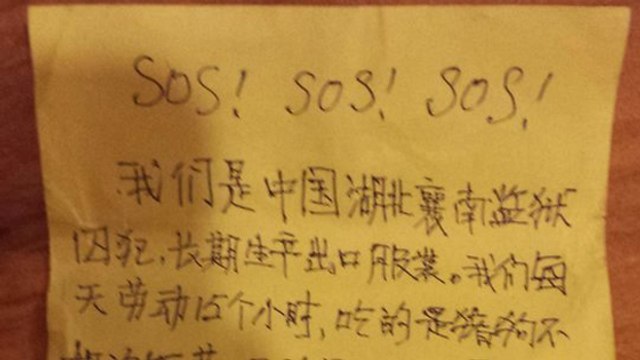 SOS! SOS! SOS!
我们是中国湖北襄南监狱
囚犯,长期生产出口服装。我们每
天劳动15个小时,吃的是猪狗不